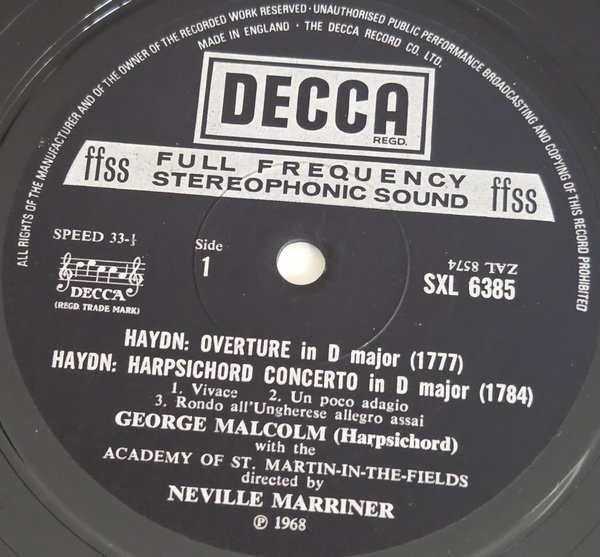 ALL RIGHTS OF THE MANUFACTURER AND OF THE OWNER OF THE RECORDED WORK RESERVED · UNAUTHORISED PUBLIC PERFORMANCE BROADCASTING AND COPYING OF THIS RECORD PROHIBITED
MADE IN ENGLAND · THE DECCA RECORD CO. LTD.
DECCA
REGD.
ffss FULL FREQUENCY STEREOPHONIC SOUND ffss
SPEED 33-⅓
Side
1
DECCA
(REGD. TRADE MARK)
ZAL 8574
SXL 6385
HAYDN: OVERTURE in D major (1777)
HAYDN: HARPSICHORD CONCERTO in D major (1784)
1. Vivace 2. Un poco adagio
3. Rondo all'Ungherese allegro assai
GEORGE MALCOLM (Harpsichord)
with the
ACADEMY OF ST. MARTIN-IN-THE-FIELDS
directed by
NEVILLE MARRINER
℗ 1968